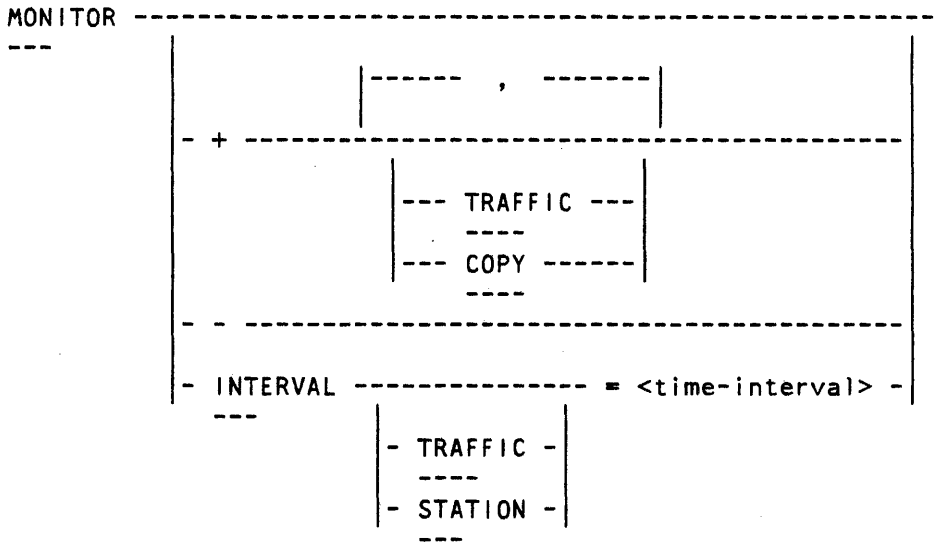 MONITOR
,
- +
TRAFFIC
COPY
- -
- INTERVAL = <time-interval> -
- TRAFFIC -
- STATION -